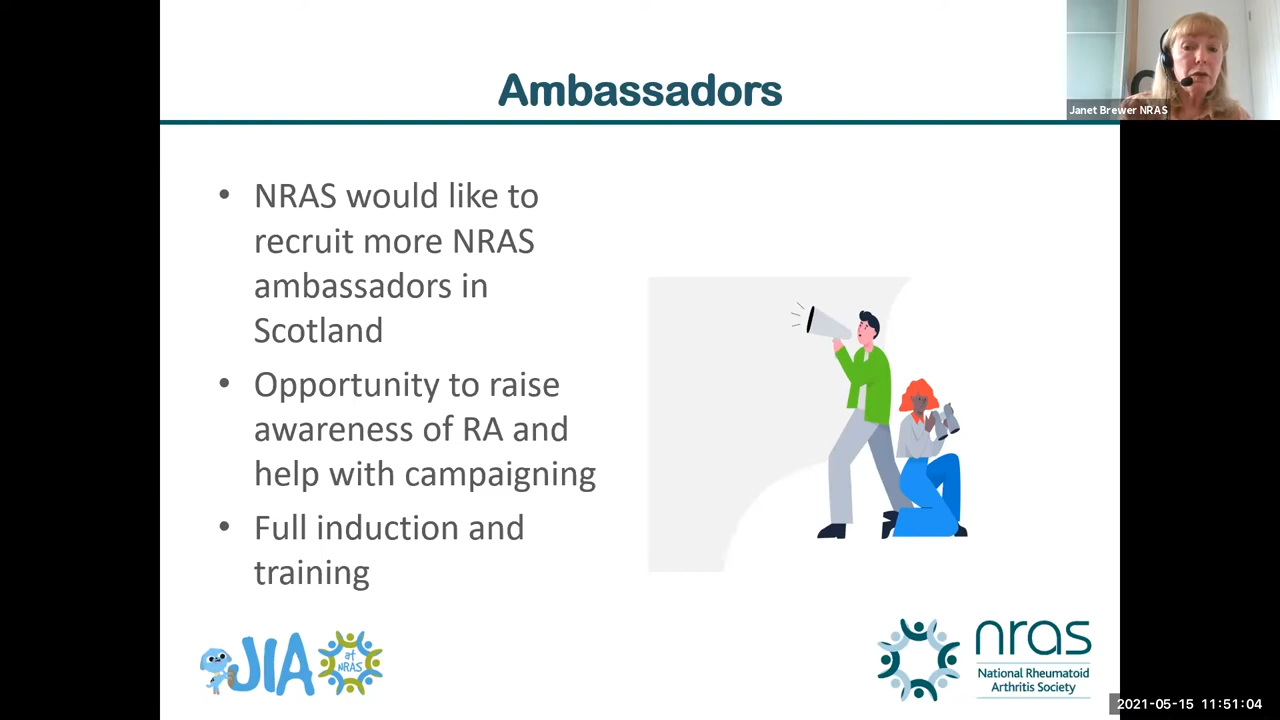 Ambassadors
Janet Brewer NRAS
• NRAS would like to
recruit more NRAS
ambassadors in
Scotland
• Opportunity to raise
awareness of RA and
help with campaigning
• Full induction and
training
JIA
at
NRAS
nras
National Rheumatoid
Arthritis Society
2021-05-15 11:51:04